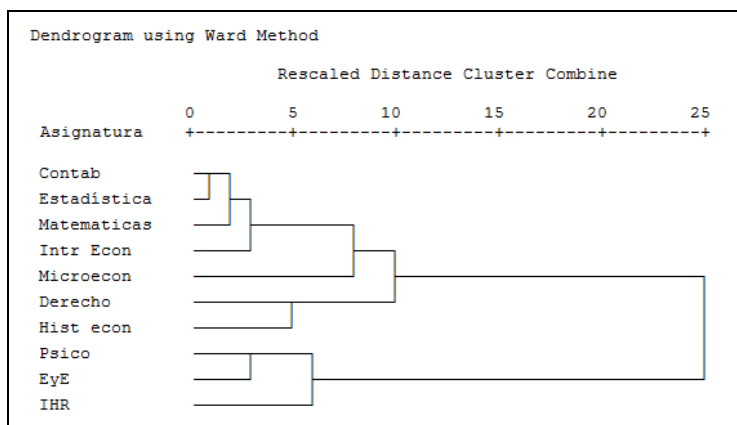 Dendrogram using Ward Method
Rescaled Distance Cluster Combine
0 5 10 15 20 25
Asignatura +---------+---------+---------+---------+---------+
Contab
Estadística
Matematicas
Intr Econ
Microecon
Derecho
Hist econ
Psico
EyE
IHR